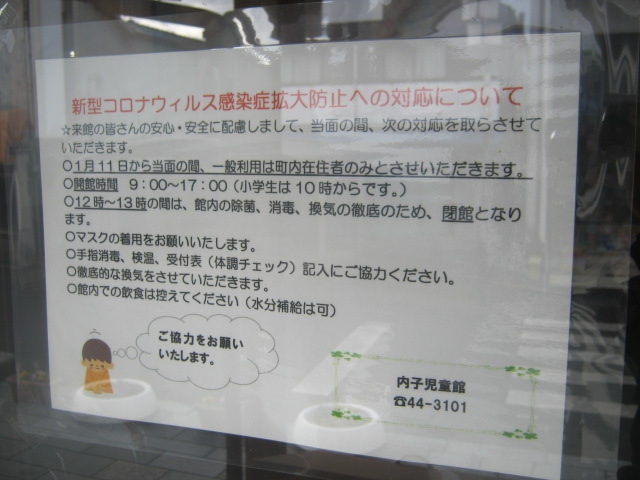 新型コロナウィルス感染症拡大防止への対応について
☆来館の皆さんの安心・安全に配慮しまして、当面の間、次の対応を取らさせて
いただきます。
○1月11日から当面の間、一般利用は町内在住者のみとさせいただきます。
○開館時間 9:00～17:00(小学生は10時からです。)
○12時～13時の間は、館内の除菌、消毒、換気の徹底のため、閉館となり
ます。
○マスクの着用をお願いいたします。
○手指消毒、検温、受付表(体調チェック)記入にご協力ください。
○徹底的な換気をさせていただきます。
○館内での飲食は控えてください(水分補給は可)
ご協力をお願い
いたします。
内子児童館
☎44-3101